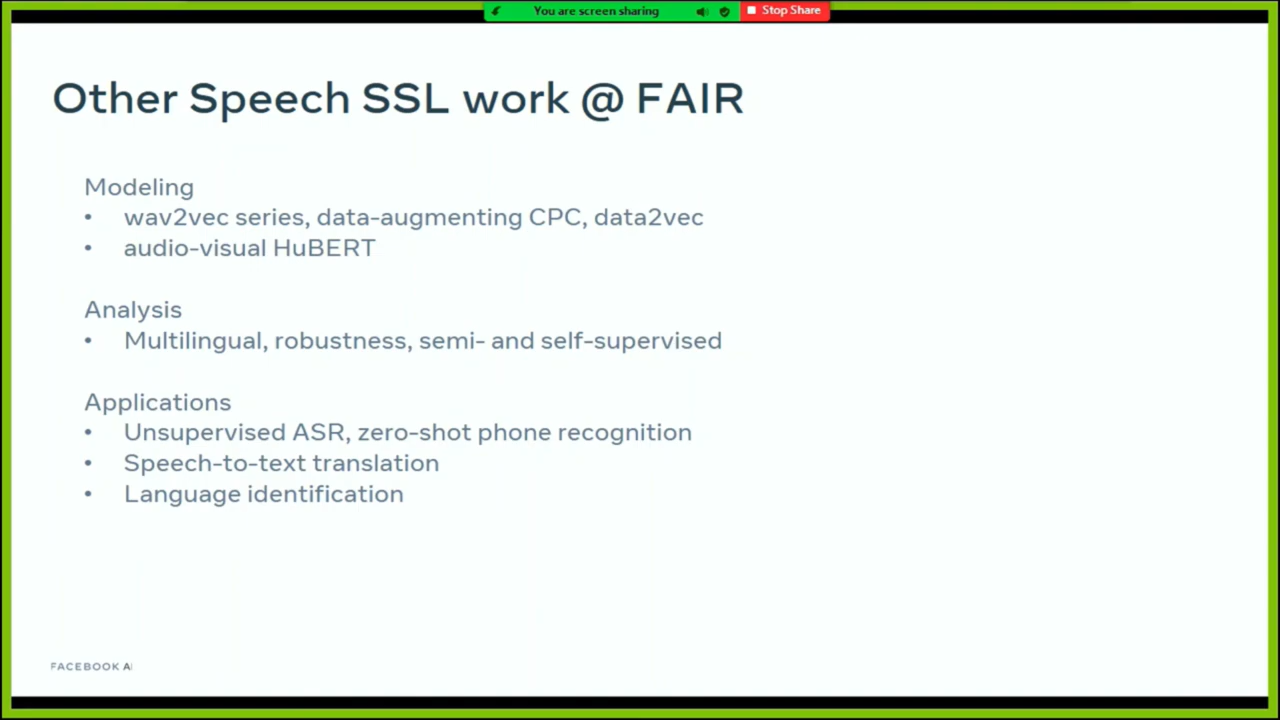 You are screen sharing
Stop Share
Other Speech SSL work @ FAIR
Modeling
• wav2vec series, data-augmenting CPC, data2vec
• audio-visual HuBERT
Analysis
• Multilingual, robustness, semi- and self-supervised
Applications
• Unsupervised ASR, zero-shot phone recognition
• Speech-to-text translation
• Language identification
FACEBOOK AI